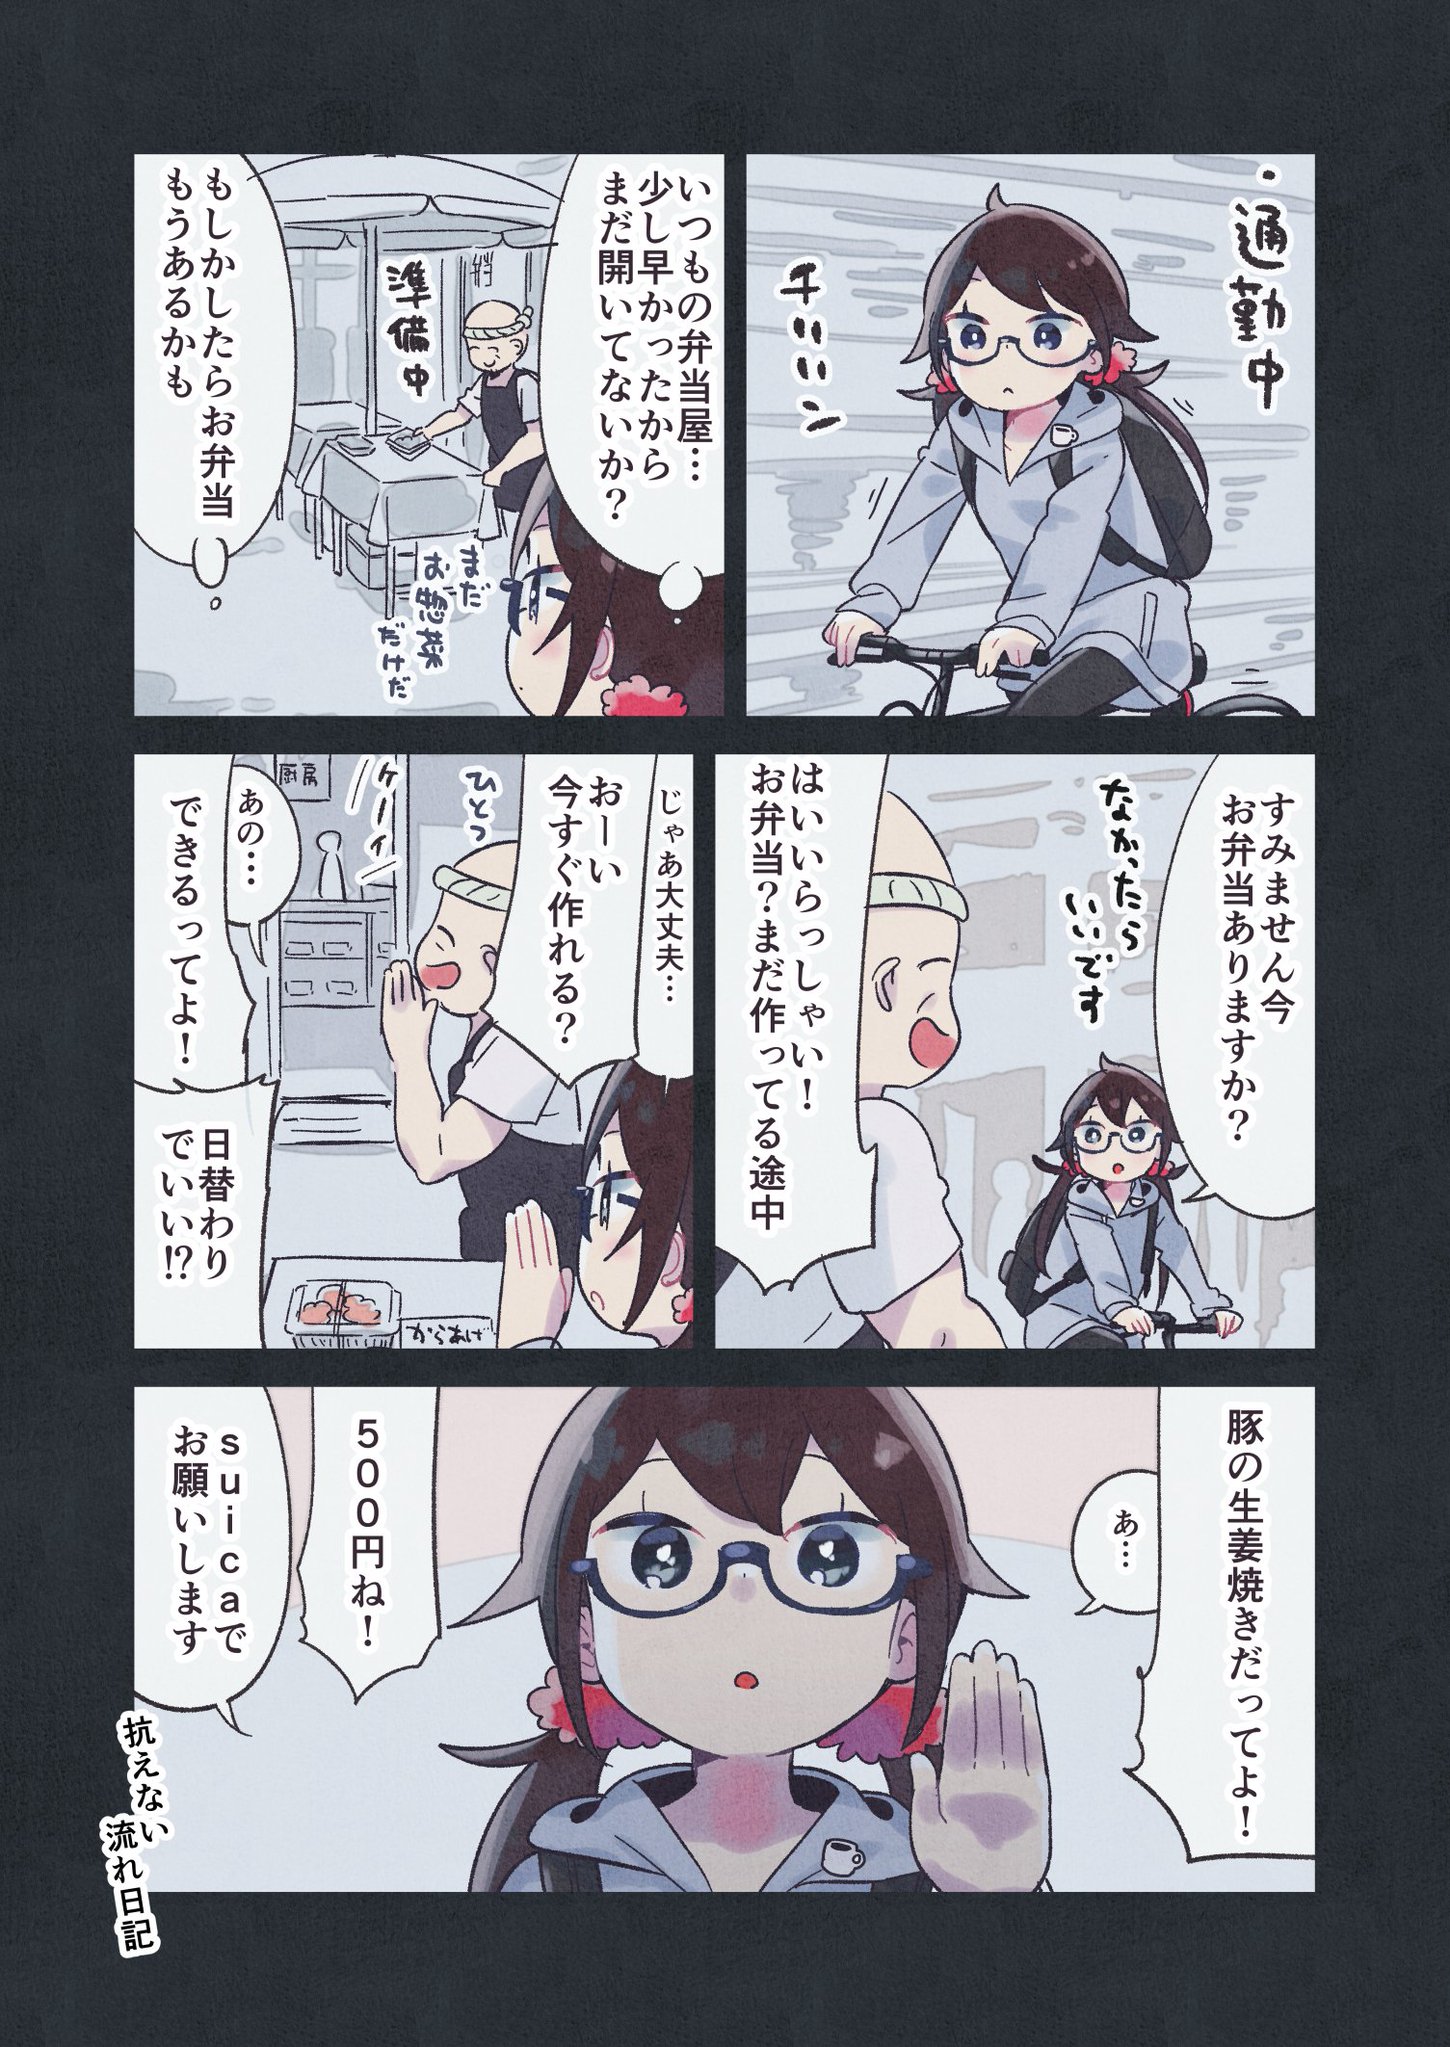 ・通勤中
チいいン
いつもの弁当屋…
少し早かったから
まだ開いてないか？
準備中
まだ
お惣菜
だけだ
もしかしたらお弁当
もうあるかも
すみません今
お弁当ありますか？
なかったら
いいです
はいいらっしゃい！
お弁当？まだ作ってる途中
じゃあ大丈夫…
おーい
今すぐ作れる？
ひとつ
ケーイ
厨房
からあげ
あの…
できるってよ！
日替わり
でいい!?
豚の生姜焼きだってよ！
あ…
５００円ね！
suicaで
お願いします
抗えない
流れ日記